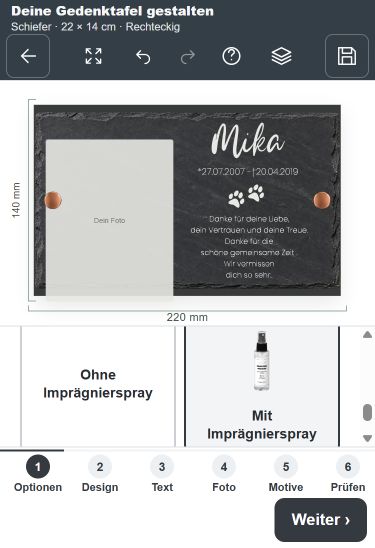 Deine Gedenktafel gestalten
Schiefer · 22 × 14 cm · Rechteckig
140 mm
Mika
*27.07.2007 - †20.04.2019
Dein Foto
Danke für deine Liebe,
dein Vertrauen und deine Treue.
Danke für die
schöne gemeinsame Zeit .
Wir vermissen
dich so sehr...
220 mm
Ohne
Imprägnierspray
Mit
Imprägnierspray
1 2 3 4 5 6
Optionen Design Text Foto Motive Prüfen
Weiter ›